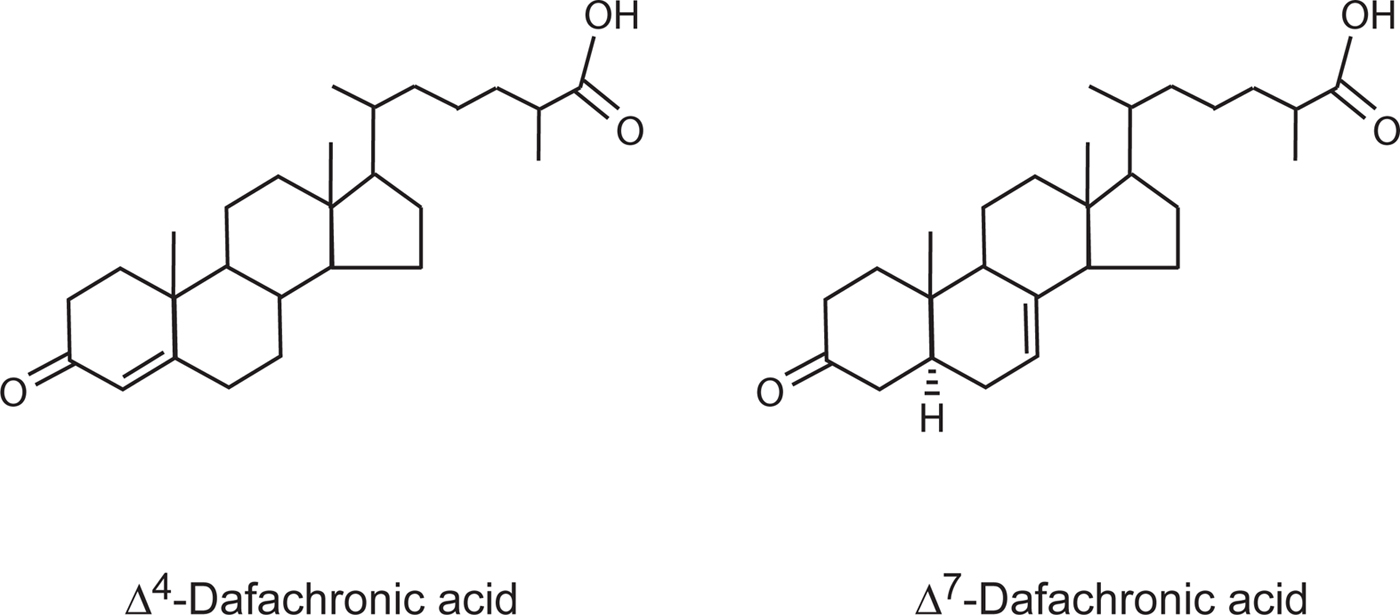 OH
O
O
Δ⁴-Dafachronic acid
OH
O
O
H
Δ⁷-Dafachronic acid